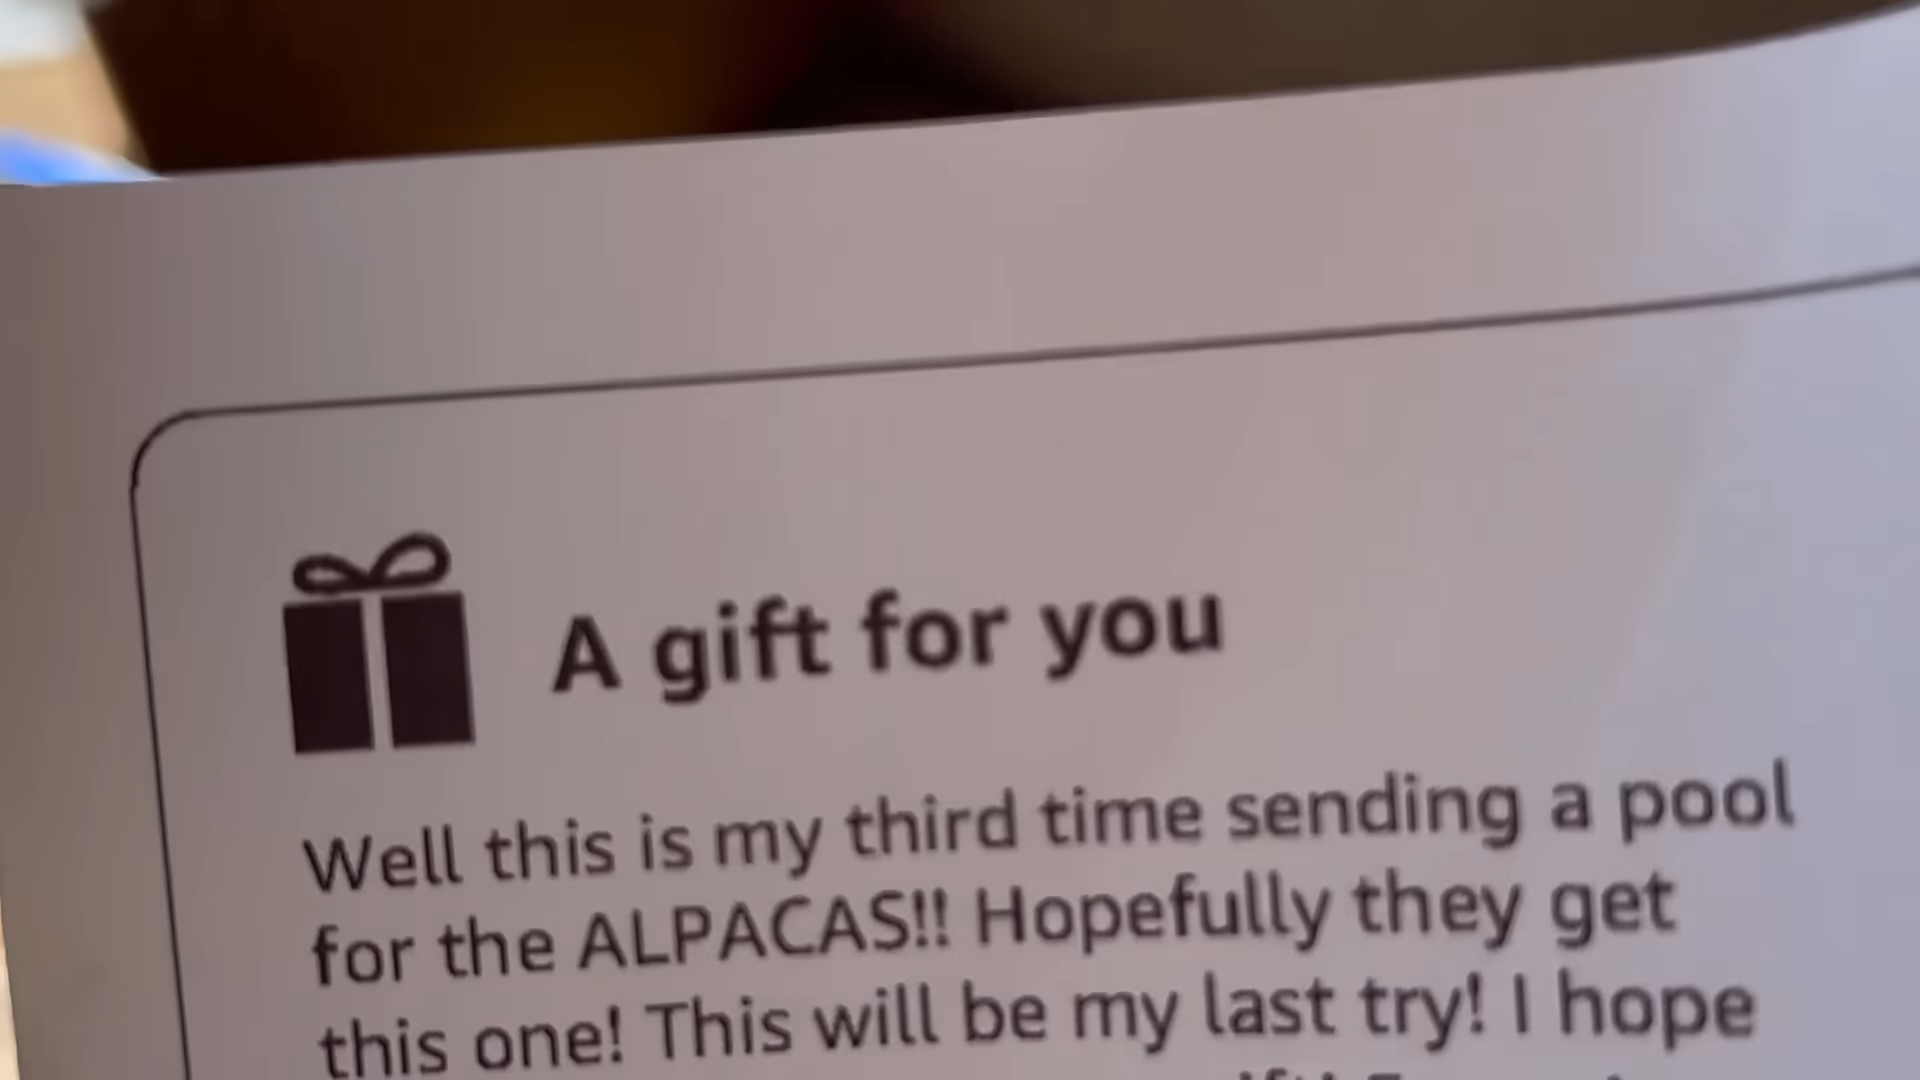 A gift for you
Well this is my third time sending a pool
for the ALPACAS!! Hopefully they get
this one! This will be my last try! I hope